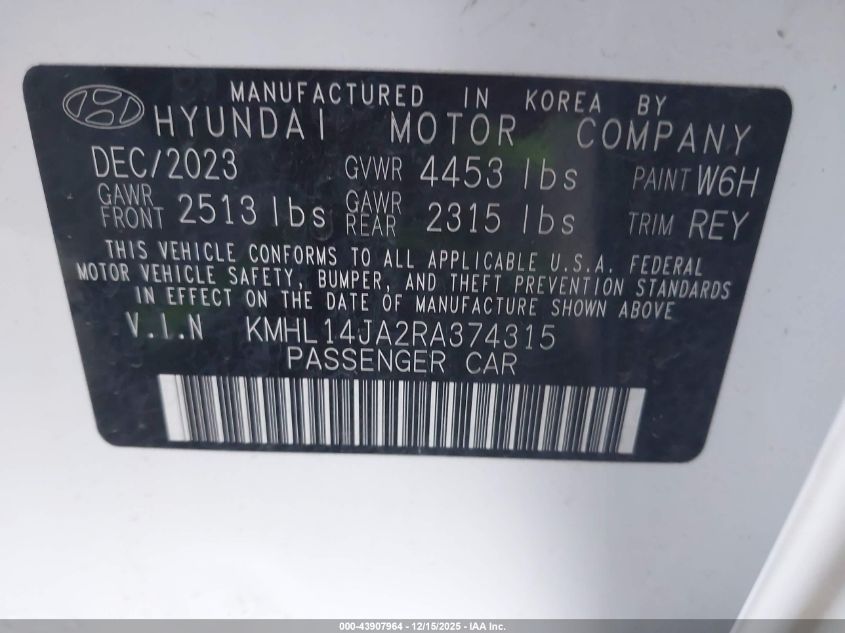 MANUFACTURED IN KOREA BY
HYUNDAI MOTOR COMPANY
DEC/2023 GVWR 4453 lbs PAINT W6H
GAWR FRONT 2513 lbs GAWR REAR 2315 lbs TRIM REY
THIS VEHICLE CONFORMS TO ALL APPLICABLE U.S.A. FEDERAL
MOTOR VEHICLE SAFETY, BUMPER, AND THEFT PREVENTION STANDARDS
IN EFFECT ON THE DATE OF MANUFACTURE SHOWN ABOVE
V.I.N KMHL14JA2RA374315
PASSENGER CAR
000-43907964 - 12/15/2025 - IAA Inc.